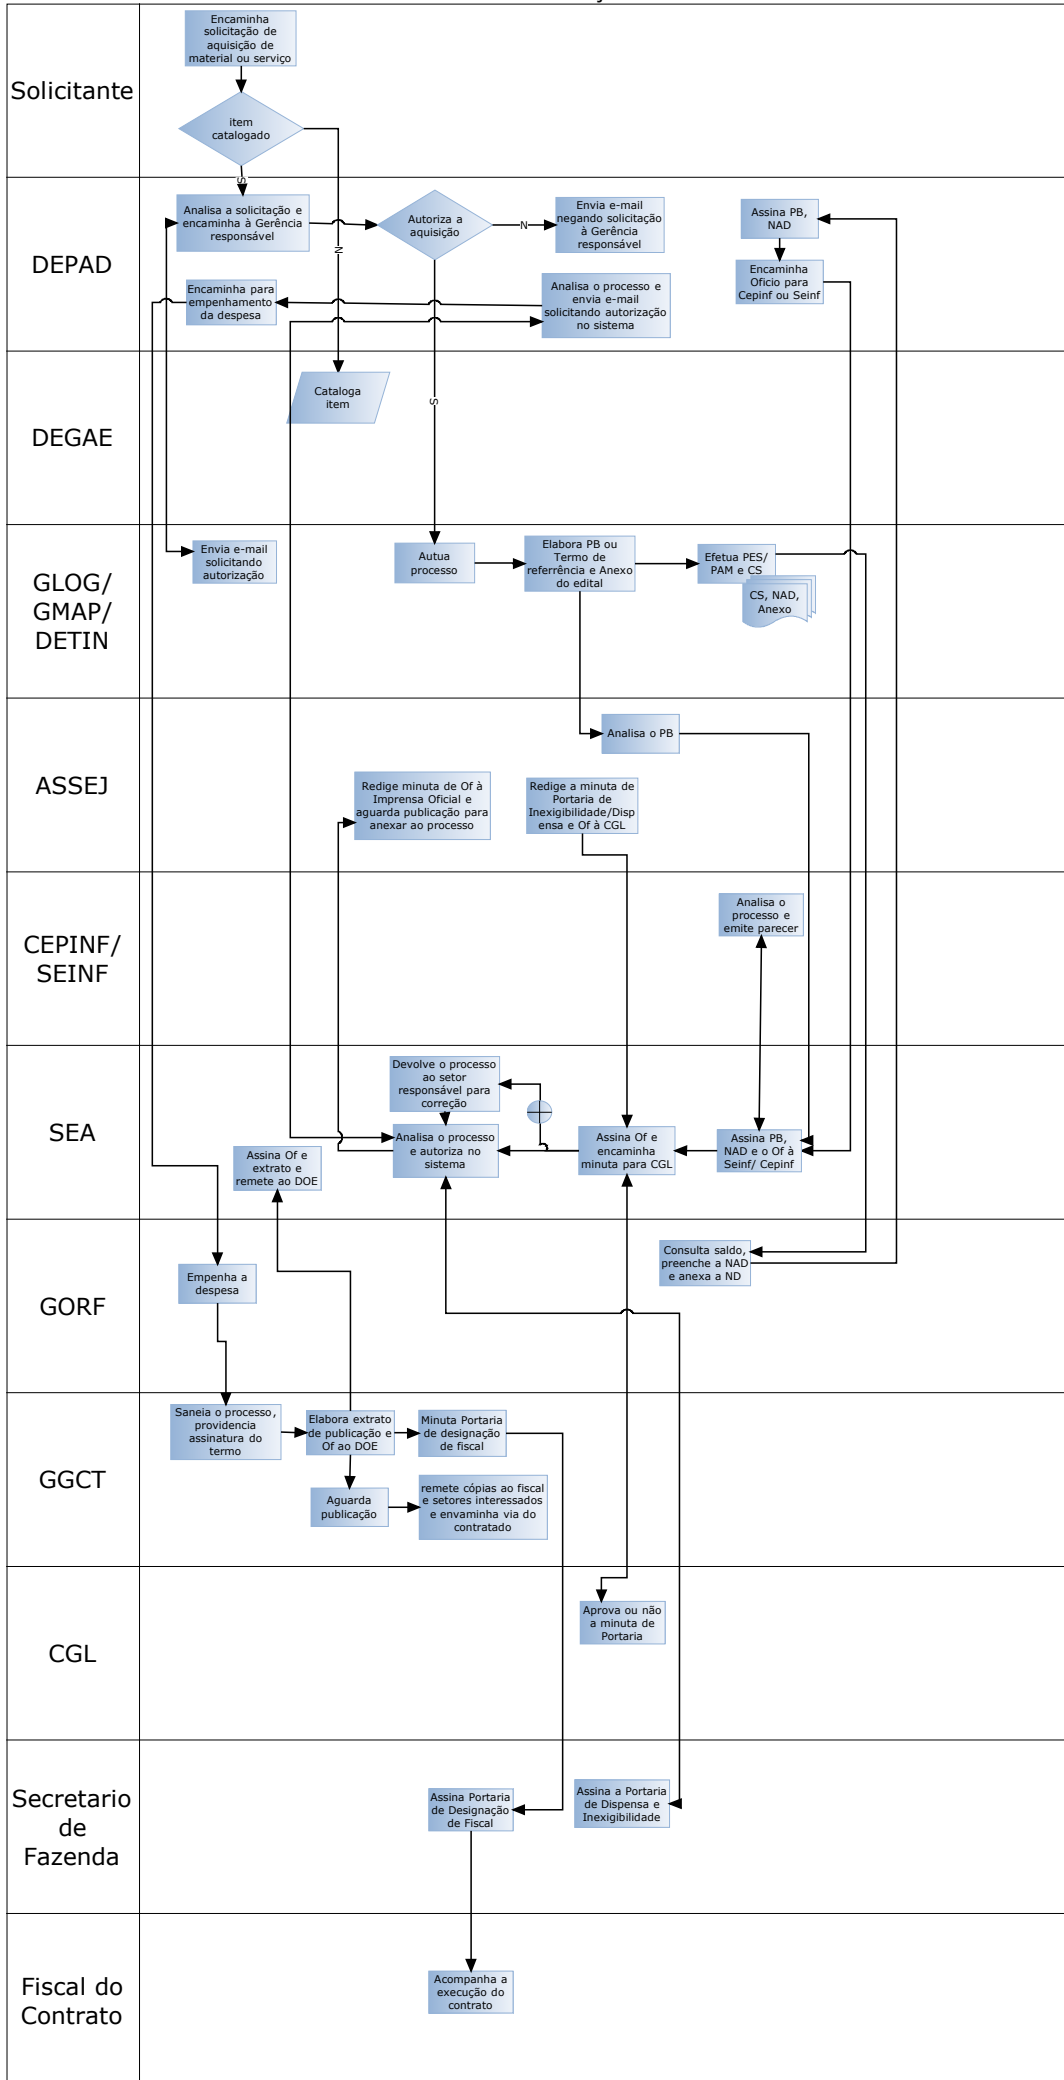 Solicitante
Encaminha
solicitação de
aquisição de
material ou serviço
item
catalogado
S
N
DEPAD
Analisa a solicitação e
encaminha à Gerência
responsável
Autoriza a
aquisição
N
Envia e-mail
negando solicitação
à Gerência
responsável
Assina PB,
NAD
Encaminha
Oficio para
Cepinf ou Seinf
Encaminha para
empenhamento
da despesa
Analisa o processo e
envia e-mail
solicitando autorização
no sistema
S
DEGAE
Cataloga
item
GLOG/
GMAP/
DETIN
Envia e-mail
solicitando
autorização
Autua
processo
Elabora PB ou
Termo de
referrência e Anexo
do edital
Efetua PES/
PAM e CS
CS, NAD,
Anexo
ASSEJ
Analisa o PB
Redige minuta de Of à
Imprensa Oficial e
aguarda publicação para
anexar ao processo
Redige a minuta de
Portaria de
Inexigibilidade/Disp
ensa e Of à CGL
CEPINF/
SEINF
Analisa o
processo e
emite parecer
SEA
Devolve o processo
ao setor
responsável para
correção
Analisa o processo
e autoriza no
sistema
Assina Of e
encaminha
minuta para CGL
Assina PB,
NAD e o Of à
Seinf/ Cepinf
Assina Of e
extrato e
remete ao DOE
GORF
Empenha a
despesa
Consulta saldo,
preenche a NAD
e anexa a ND
GGCT
Saneia o processo,
providencia
assinatura do
termo
Elabora extrato
de publicação e
Of ao DOE
Minuta Portaria
de designação
de fiscal
Aguarda
publicação
remete cópias ao fiscal
e setores interessados
e envaminha via do
contratado
CGL
Aprova ou não
a minuta de
Portaria
Secretario
de
Fazenda
Assina Portaria
de Designação
de Fiscal
Assina a Portaria
de Dispensa e
Inexigibilidade
Fiscal do
Contrato
Acompanha a
execução do
contrato